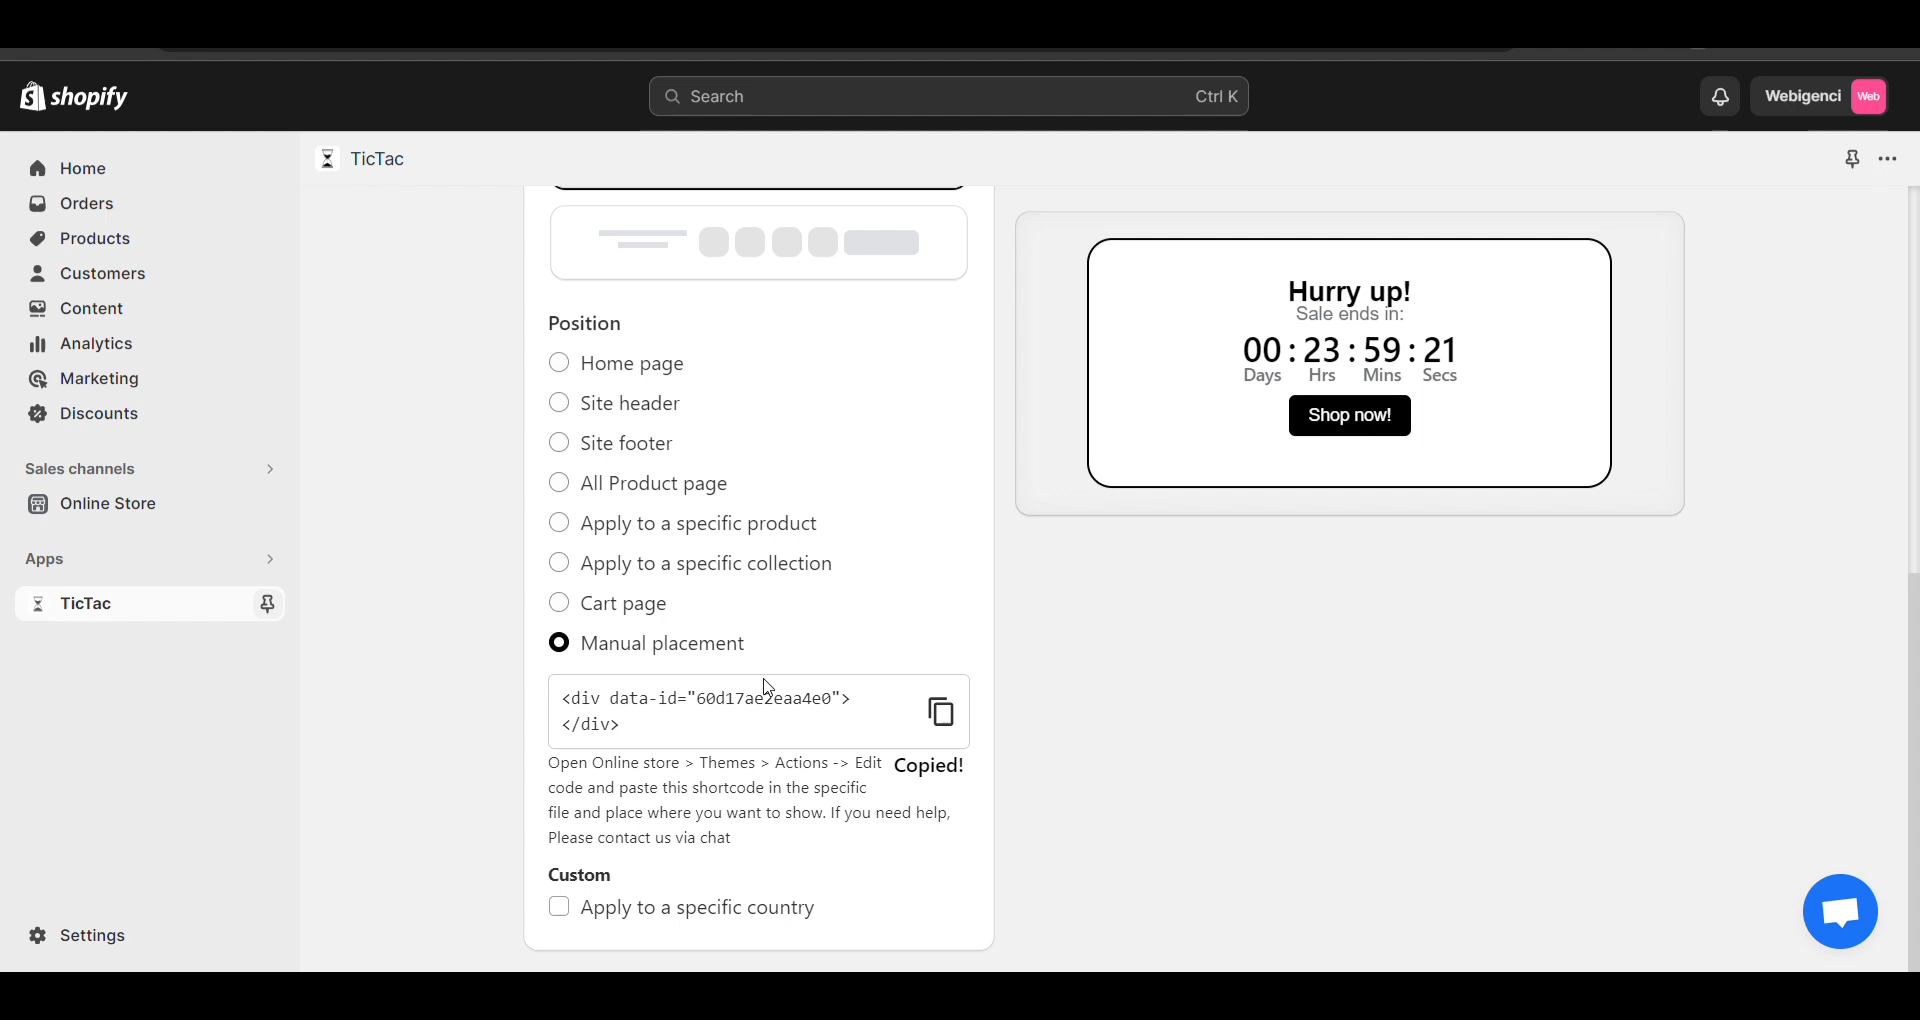 shopify
Search
Ctrl K
Webigenci
Web
Home
Orders
Products
Customers
Content
Analytics
Marketing
Discounts
Sales channels
Online Store
Apps
TicTac
Settings
TicTac
Position
Home page
Site header
Site footer
All Product page
Apply to a specific product
Apply to a specific collection
Cart page
Manual placement
<div data-id="60d17ae2eaa4e0">
</div>
Open Online store > Themes > Actions -> Edit
Copied!
code and paste this shortcode in the specific
file and place where you want to show. If you need help,
Please contact us via chat
Custom
Apply to a specific country
Hurry up!
Sale ends in:
00 : 23 : 59 : 21
Days Hrs Mins Secs
Shop now!